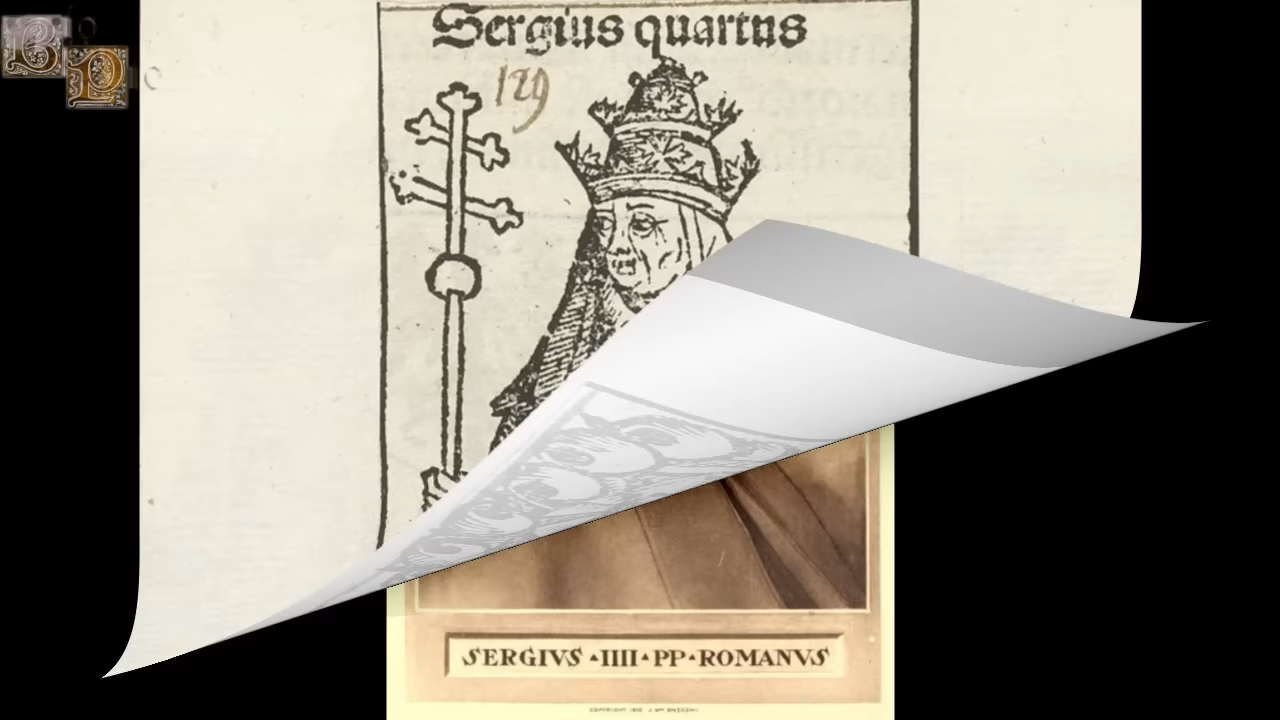 B
P
Sergius quartus
129
SERGIVS ▴ IIII ▴ PP ▴ ROMANVS